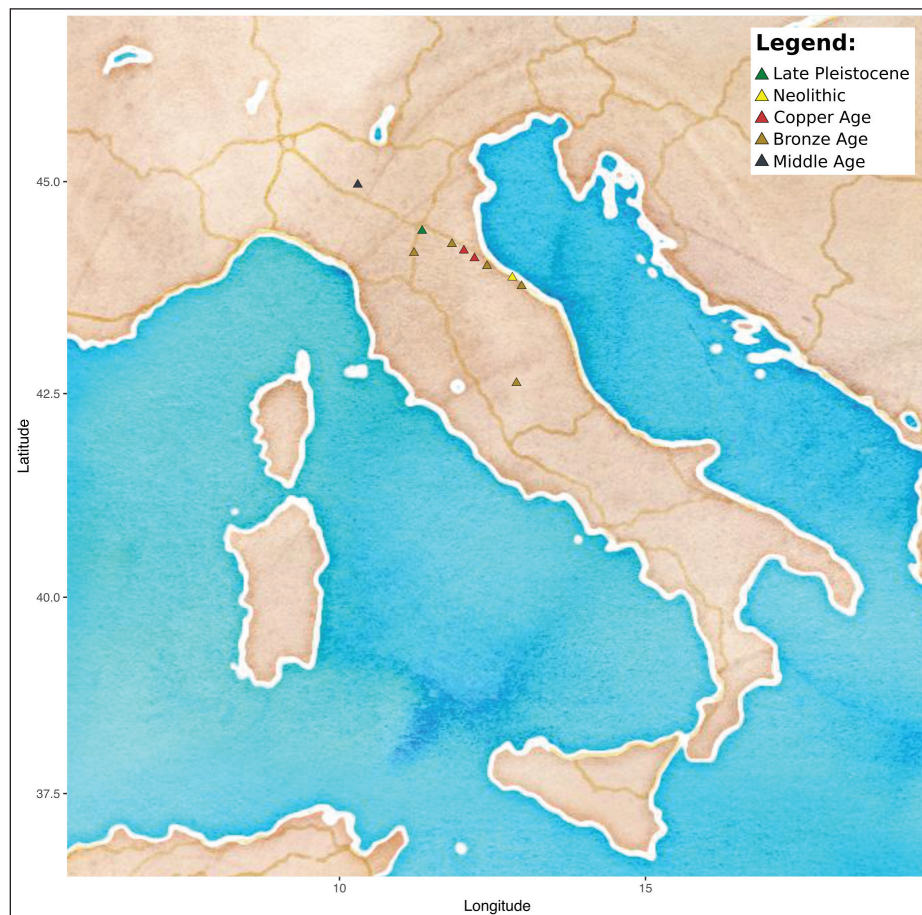 Legend:
Late Pleistocene
Neolithic
Copper Age
Bronze Age
Middle Age
45.0
42.5
Latitude
40.0
37.5
10
15
Longitude